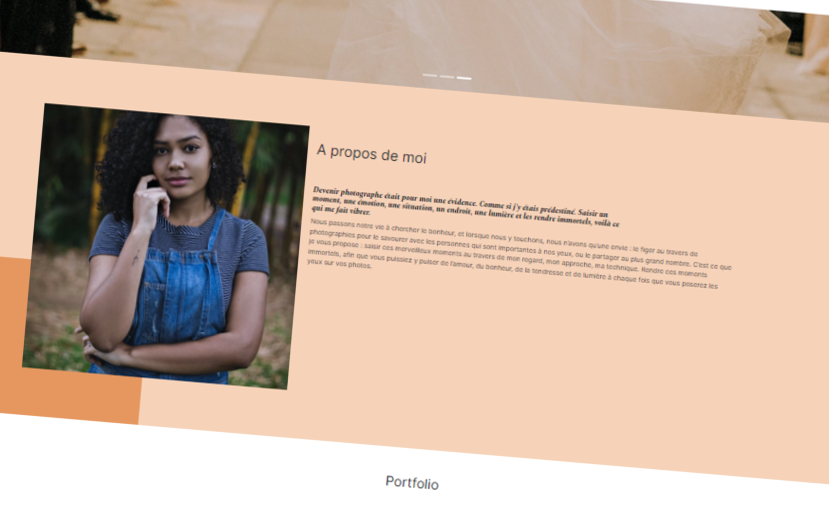 A propos de moi
Devenir photographe était pour moi une évidence. Comme si j'y étais prédestiné. Saisir un
moment, une émotion, une situation, un endroit, une lumière et les rendre immortels, voilà ce
qui me fait vibrer.
Nous passons notre vie à chercher le bonheur, et lorsque nous y touchons, nous n'avons qu'une envie : le figer au travers de
photographies pour le savourer avec les personnes qui sont importantes à nos yeux, ou le partager au plus grand nombre. C'est ce que
je vous propose : saisir ces merveilleux moments au travers de mon regard, mon approche, ma technique. Rendre ces moments
immortels, afin que vous puissiez y puiser de l'amour, du bonheur, de la tendresse et de lumière à chaque fois que vous poserez les
yeux sur vos photos.
Portfolio